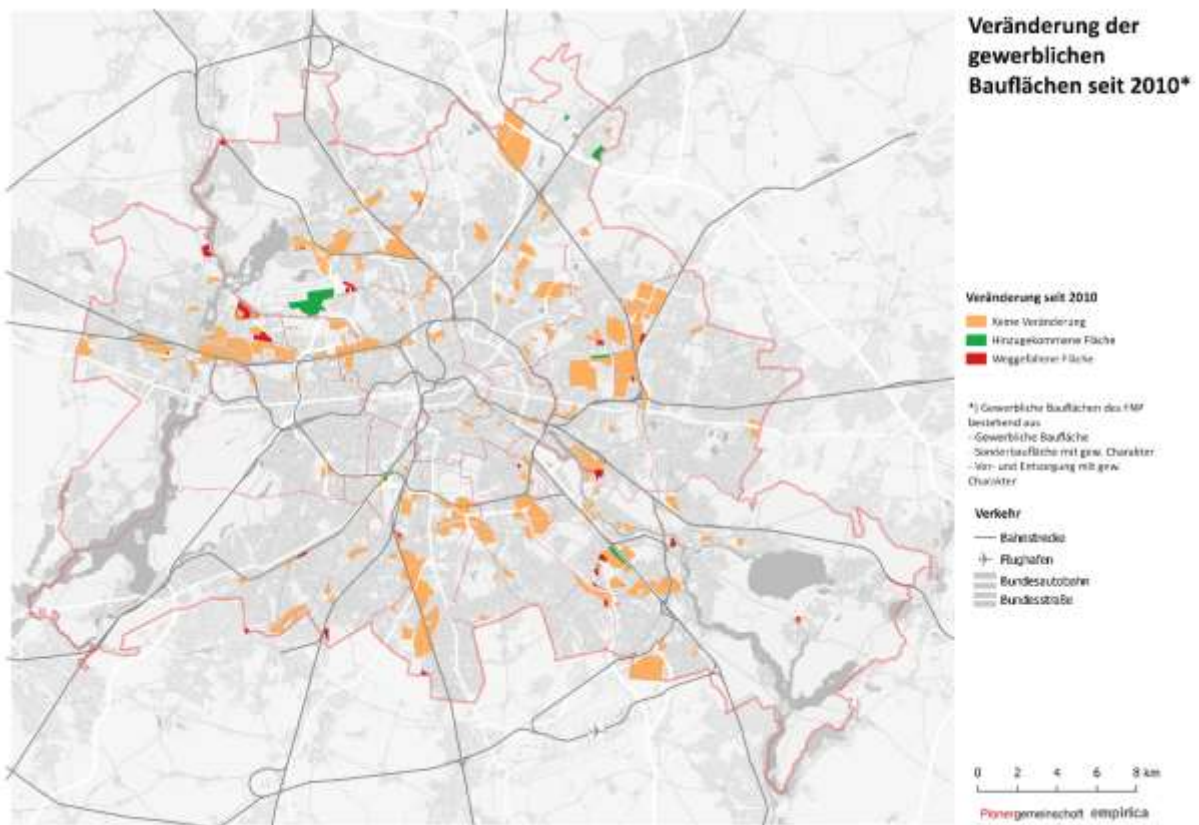 Veränderung der
gewerblichen
Bauflächen seit 2010*
Veränderung seit 2010
Keine Veränderung
Hinzugekommene Fläche
Weggefallene Fläche
*) Gewerbliche Bauflächen des FNP
bestehend aus
- Gewerbliche Baufläche
- Sonderbaufläche mit gew. Charakter
- Ver- und Entsorgung mit gew.
Charakter
Verkehr
Bahnstrecke
Flughafen
Bundesautobahn
Bundesstraße
0 2 4 6 8 km
Planergemeinschaft empirica